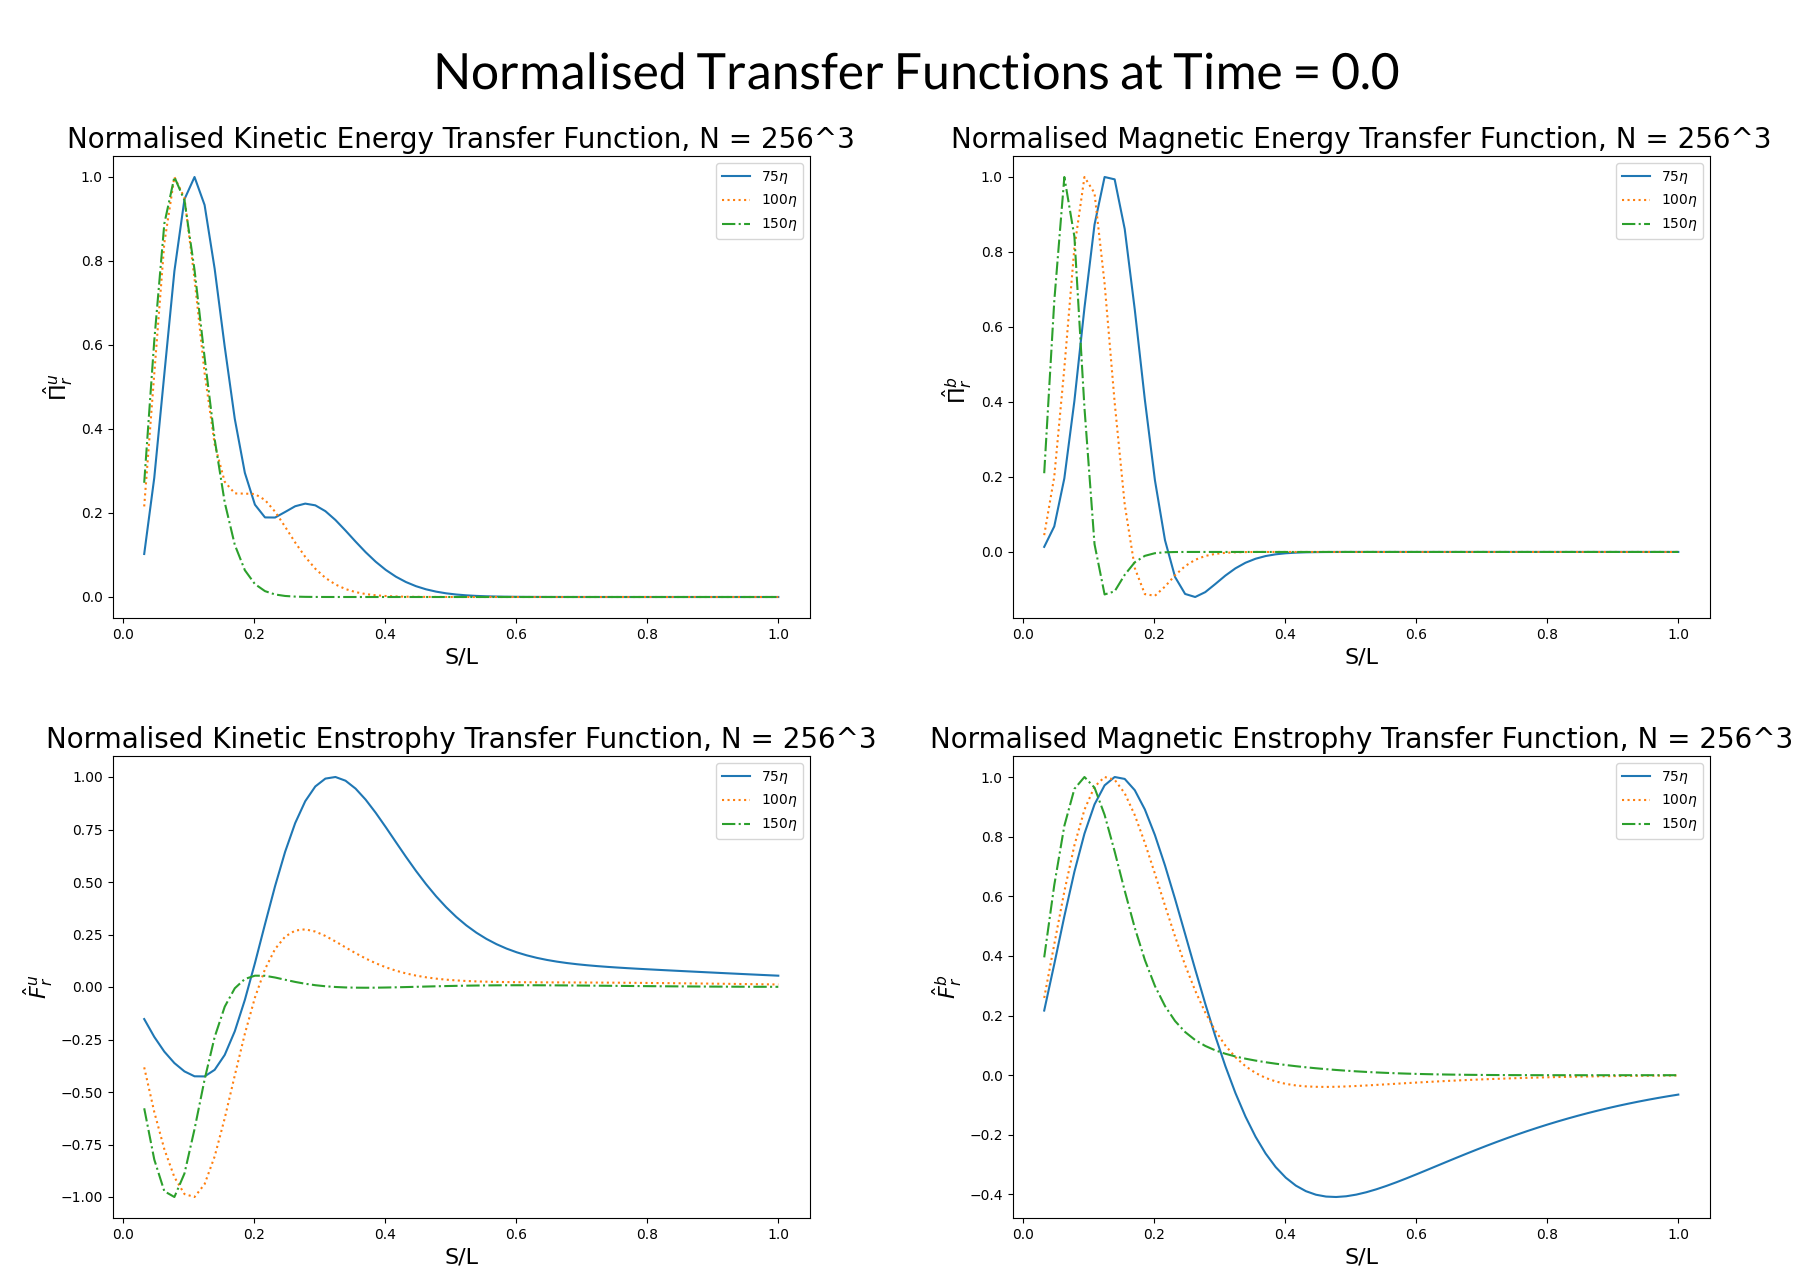 Normalised Transfer Functions at Time = 0.0
Normalised Kinetic Energy Transfer Function, N = 256^3
1.0
0.8
0.6
0.4
0.2
0.0
Π̂ᵤʳ
0.0 0.2 0.4 0.6 0.8 1.0
S/L
75η
100η
150η
Normalised Magnetic Energy Transfer Function, N = 256^3
1.0
0.8
0.6
0.4
0.2
0.0
Π̂_r^b
0.0 0.2 0.4 0.6 0.8 1.0
S/L
75η
100η
150η
Normalised Kinetic Enstrophy Transfer Function, N = 256^3
1.00
0.75
0.50
0.25
0.00
−0.25
−0.50
−0.75
−1.00
F̂_r^u
0.0 0.2 0.4 0.6 0.8 1.0
S/L
75η
100η
150η
Normalised Magnetic Enstrophy Transfer Function, N = 256^3
1.0
0.8
0.6
0.4
0.2
0.0
−0.2
−0.4
F̂_r^b
0.0 0.2 0.4 0.6 0.8 1.0
S/L
75η
100η
150η